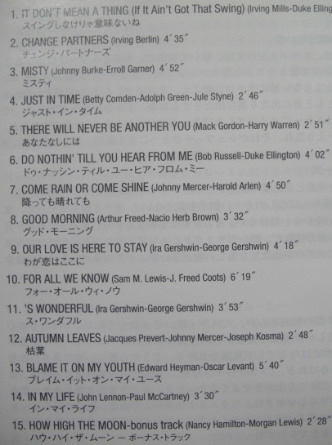 1. IT DON'T MEAN A THING (If It Ain't Got That Swing) (Irving Mills-Duke Elling
スイングしなけりゃ意味ないね
2. CHANGE PARTNERS (Irving Berlin) 4´35˝
チェンジ・パートナーズ
3. MISTY (Johnny Burke-Erroll Garner) 4´52˝
ミスティ
4. JUST IN TIME (Betty Comden-Adolph Green-Jule Styne) 2´46˝
ジャスト・イン・タイム
5. THERE WILL NEVER BE ANOTHER YOU (Mack Gordon-Harry Warren) 2´51˝
あなたなしには
6. DO NOTHIN' TILL YOU HEAR FROM ME (Bob Russell-Duke Ellington) 4´02˝
ドゥ・ナッシン・ティル・ユー・ヒア・フロム・ミー
7. COME RAIN OR COME SHINE (Johnny Mercer-Harold Arlen) 4´50˝
降っても晴れても
8. GOOD MORNING (Arthur Freed-Nacio Herb Brown) 3´32˝
グッド・モーニング
9. OUR LOVE IS HERE TO STAY (Ira Gershwin-George Gershwin) 4´18˝
わが恋はここに
10. FOR ALL WE KNOW (Sam M. Lewis-J. Freed Coots) 6´19˝
フォー・オール・ウィ・ノウ
11. 'S WONDERFUL (Ira Gershwin-George Gershwin) 3´53˝
ス・ワンダフル
12. AUTUMN LEAVES (Jacques Prevert-Johnny Mercer-Joseph Kosma) 2´48˝
枯葉
13. BLAME IT ON MY YOUTH (Edward Heyman-Oscar Levant) 5´40˝
ブレイム・イット・オン・マイ・ユース
14. IN MY LIFE (John Lennon-Paul McCartney) 3´30˝
イン・マイ・ライフ
15. HOW HIGH THE MOON-bonus track (Nancy Hamilton-Morgan Lewis) 2´28˝
ハウ・ハイ・ザ・ムーン − ボーナス・トラック